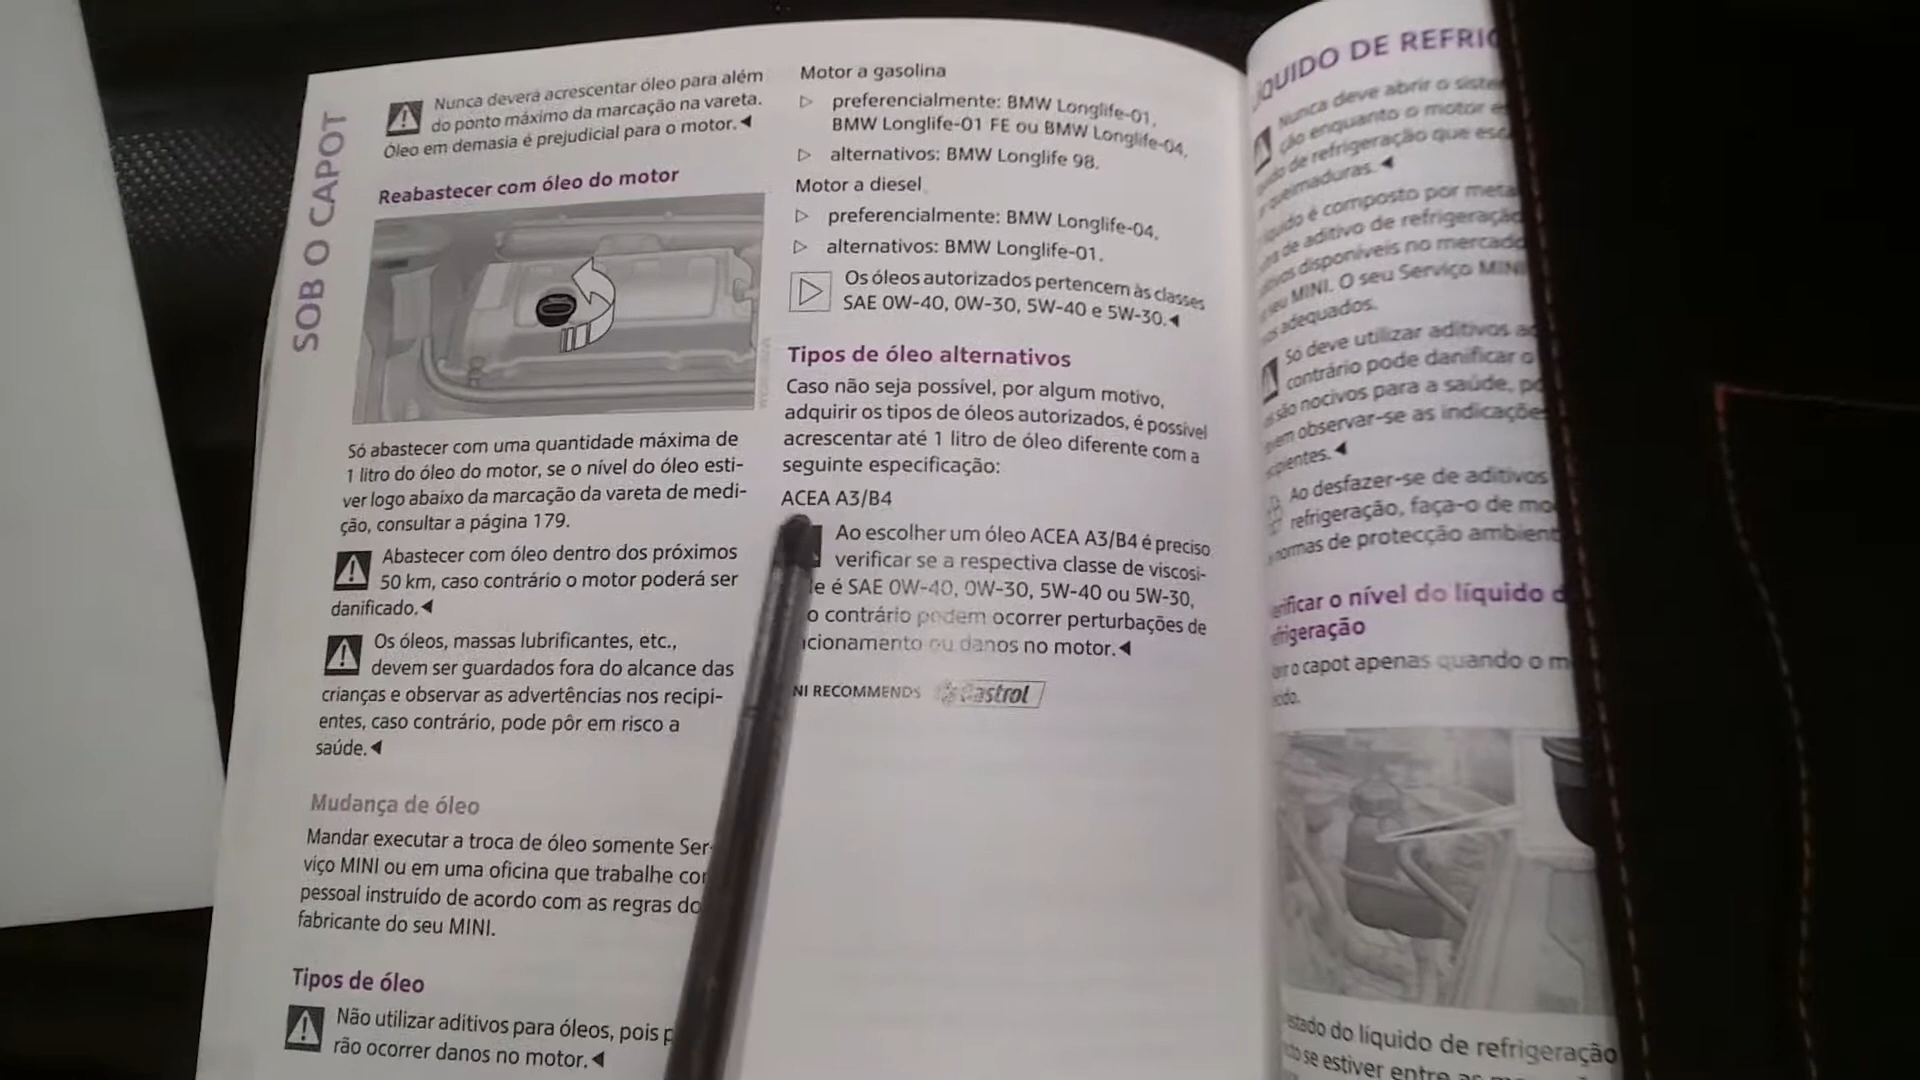 SOB O CAPOT
Nunca deverá acrescentar óleo para além
do ponto máximo da marcação na vareta.
Óleo em demasia é prejudicial para o motor.◀
Reabastecer com óleo do motor
Só abastecer com uma quantidade máxima de
1 litro do óleo do motor, se o nível do óleo esti-
ver logo abaixo da marcação da vareta de medi-
ção, consultar a página 179.
Abastecer com óleo dentro dos próximos
50 km, caso contrário o motor poderá ser
danificado.◀
Os óleos, massas lubrificantes, etc.,
devem ser guardados fora do alcance das
crianças e observar as advertências nos recipi-
entes, caso contrário, pode pôr em risco a
saúde.◀
Mudança de óleo
Mandar executar a troca de óleo somente Ser-
viço MINI ou em uma oficina que trabalhe
pessoal instruído de acordo com as regras do
fabricante do seu MINI.
Tipos de óleo
Não utilizar aditivos para óleos, pois
rão ocorrer danos no motor.◀
Motor a gasolina
▷ preferencialmente: BMW Longlife-01,
BMW Longlife-01 FE ou BMW Longlife-04.
▷ alternativos: BMW Longlife 98.
Motor a diesel
▷ preferencialmente: BMW Longlife-04.
▷ alternativos: BMW Longlife-01.
Os óleos autorizados pertencem às classes
SAE 0W-40, 0W-30, 5W-40 e 5W-30.◀
Tipos de óleo alternativos
Caso não seja possível, por algum motivo,
adquirir os tipos de óleos autorizados, é possível
acrescentar até 1 litro de óleo diferente com a
seguinte especificação:
ACEA A3/B4
Ao escolher um óleo ACEA A3/B4 é preciso
verificar se a respectiva classe de viscosi-
e é SAE 0W-40, 0W-30, 5W-40 ou 5W-30,
o contrário podem ocorrer perturbações de
cionamento ou danos no motor.◀
NI RECOMMENDS Castrol
QUIDO DE REFRIG
Nunca deve abrir o siste
ção enquanto o motor
de refrigeração que
queimaduras.◀
é composto por
de aditivo de refrigeração
disponíveis no mercado
MINI. O seu Serviço MINI
adequados.
Só deve utilizar aditivos
contrário pode danificar o
são nocivos para a saúde,
observar-se as indicaçõe
◀
Ao desfazer-se de aditivos
refrigeração, faça-o de
normas de protecção ambient
ificar o nível do líquido
frigeração
o capot apenas quando o
estado do líquido de refrigeração
se estiver entre as